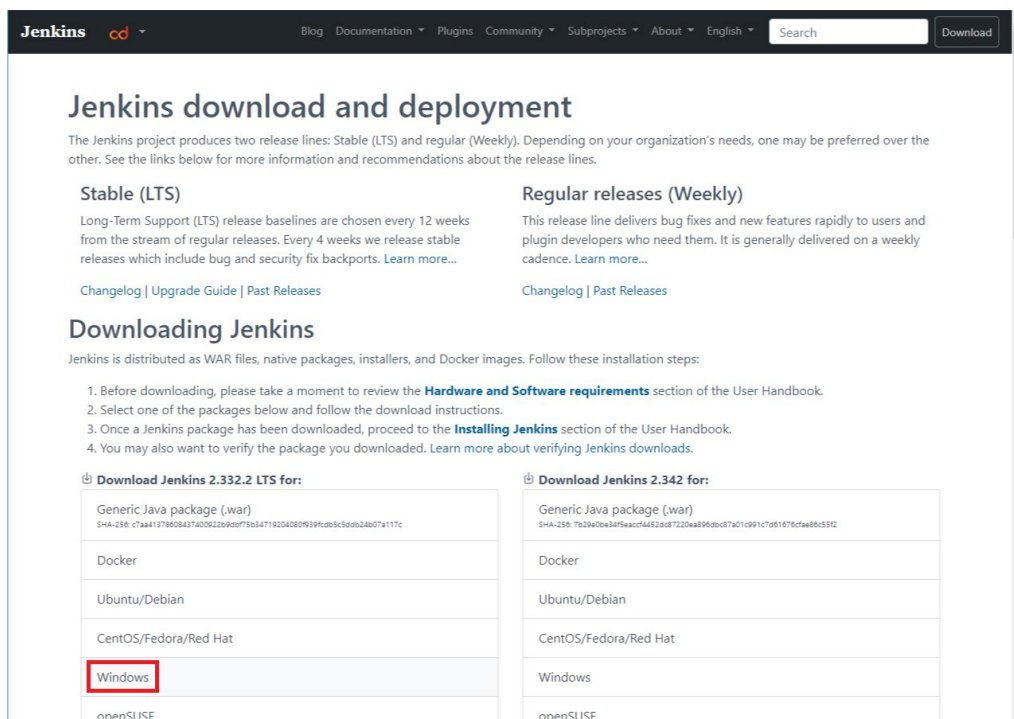 Jenkins cd Blog Documentation Plugins Community Subprojects About English Search Download
Jenkins download and deployment
The Jenkins project produces two release lines: Stable (LTS) and regular (Weekly). Depending on your organization's needs, one may be preferred over the
other. See the links below for more information and recommendations about the release lines.
Stable (LTS)
Long-Term Support (LTS) release baselines are chosen every 12 weeks
from the stream of regular releases. Every 4 weeks we release stable
releases which include bug and security fix backports. Learn more...
Changelog | Upgrade Guide | Past Releases
Regular releases (Weekly)
This release line delivers bug fixes and new features rapidly to users and
plugin developers who need them. It is generally delivered on a weekly
cadence. Learn more...
Changelog | Past Releases
Downloading Jenkins
Jenkins is distributed as WAR files, native packages, installers, and Docker images. Follow these installation steps:
1. Before downloading, please take a moment to review the Hardware and Software requirements section of the User Handbook.
2. Select one of the packages below and follow the download instructions.
3. Once a Jenkins package has been downloaded, proceed to the Installing Jenkins section of the User Handbook.
4. You may also want to verify the package you downloaded. Learn more about verifying Jenkins downloads.
Download Jenkins 2.332.2 LTS for:
Generic Java package (.war)
SHA-256:
Docker
Ubuntu/Debian
CentOS/Fedora/Red Hat
Windows
openSUSE
Download Jenkins 2.342 for:
Generic Java package (.war)
SHA-256:
Docker
Ubuntu/Debian
CentOS/Fedora/Red Hat
Windows
openSUSE